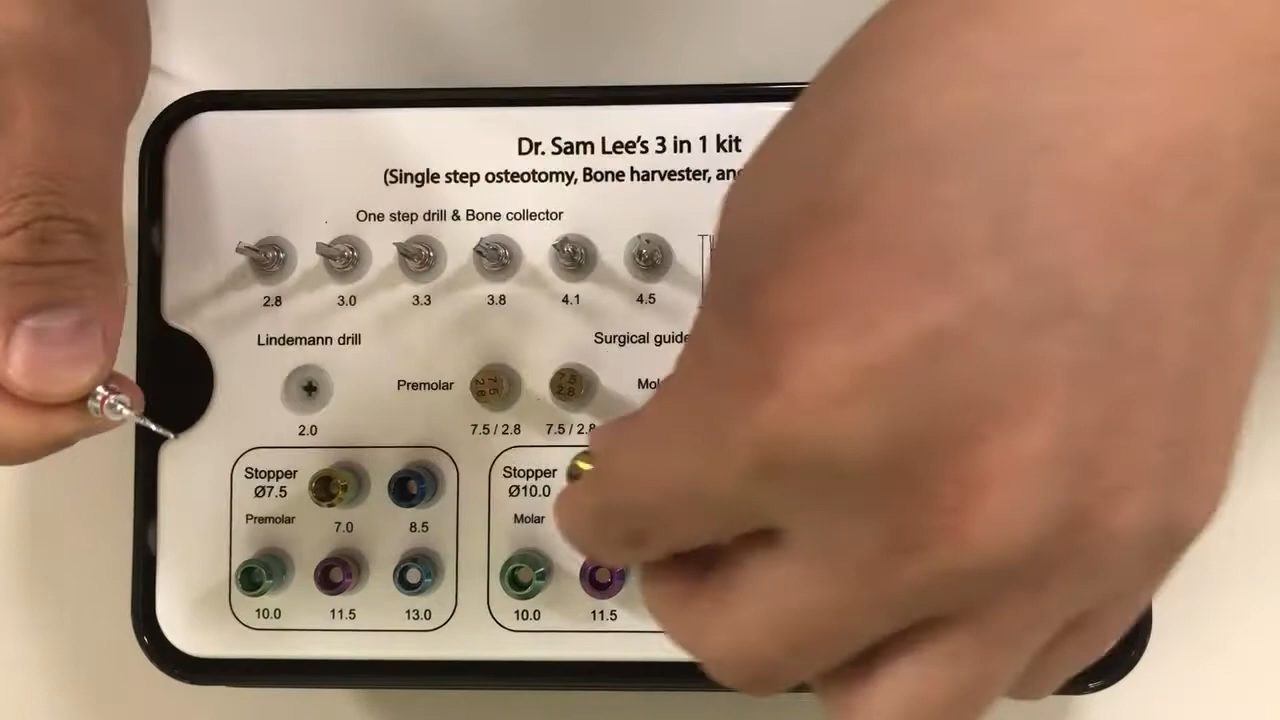 Dr. Sam Lee's 3 in 1 kit
(Single step osteotomy, Bone harvester, and
One step drill & Bone collector
2.8 3.0 3.3 3.8 4.1 4.5
Lindemann drill
Surgical guide
Premolar
2.0
7.5 / 2.8 7.5 / 2.8
Stopper
Ø7.5
Premolar
7.0 8.5
10.0 11.5 13.0
Stopper
Ø10.0
Molar
10.0 11.5